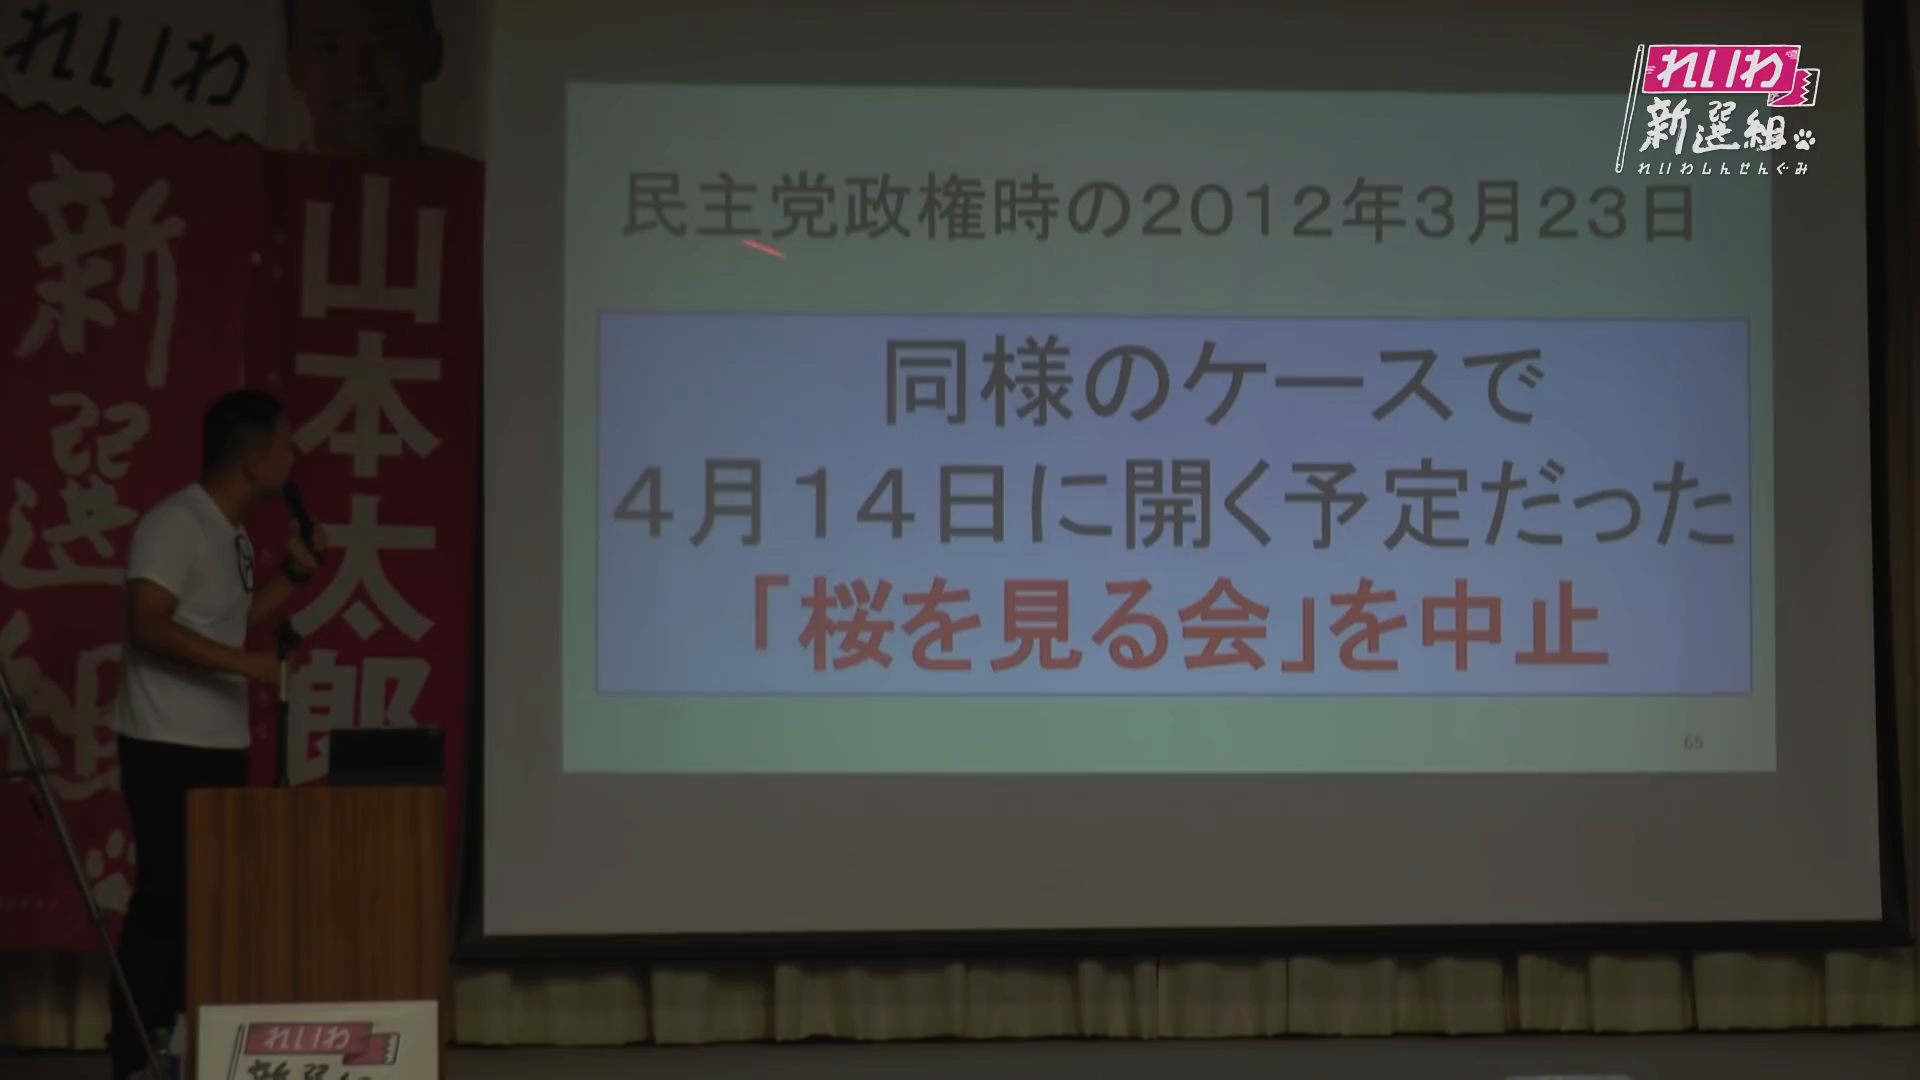 れいわ
新選組
れいわしんせんぐみ
れいわ
新選組
山本太郎
民主党政権時の2012年3月23日
同様のケースで
4月14日に開く予定だった
「桜を見る会」を中止
65
れいわ
新選組